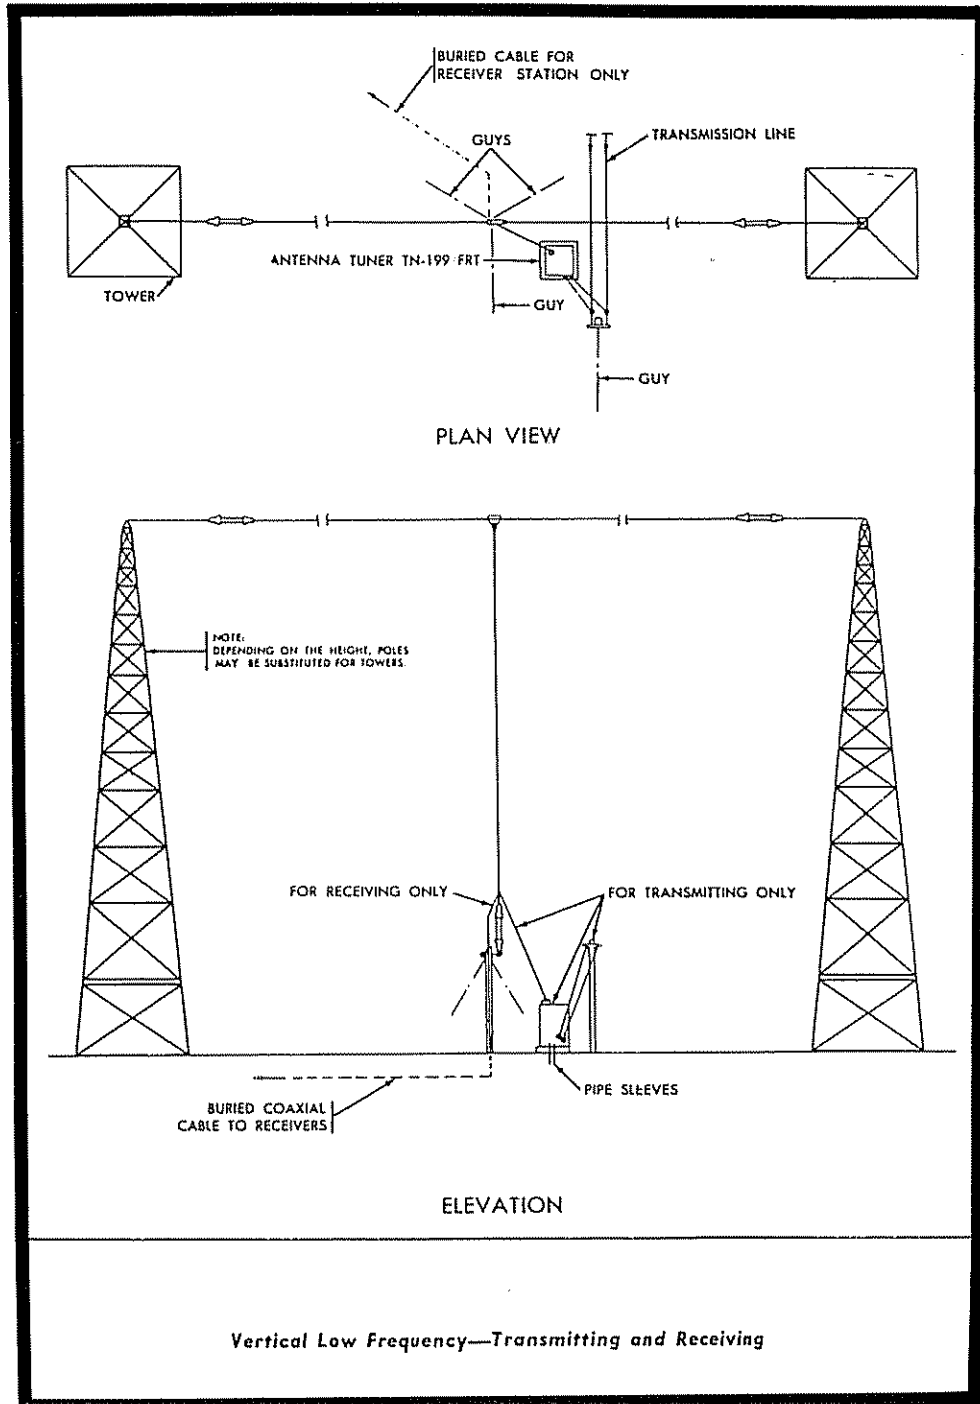 BURIED CABLE FOR
RECEIVER STATION ONLY
GUYS
TRANSMISSION LINE
ANTENNA TUNER TN-199 FRT
TOWER
GUY
GUY
PLAN VIEW
NOTE:
DEPENDING ON THE HEIGHT, POLES
MAY BE SUBSTITUTED FOR TOWERS.
FOR RECEIVING ONLY
FOR TRANSMITTING ONLY
PIPE SLEEVES
BURIED COAXIAL
CABLE TO RECEIVERS
ELEVATION
Vertical Low Frequency—Transmitting and Receiving